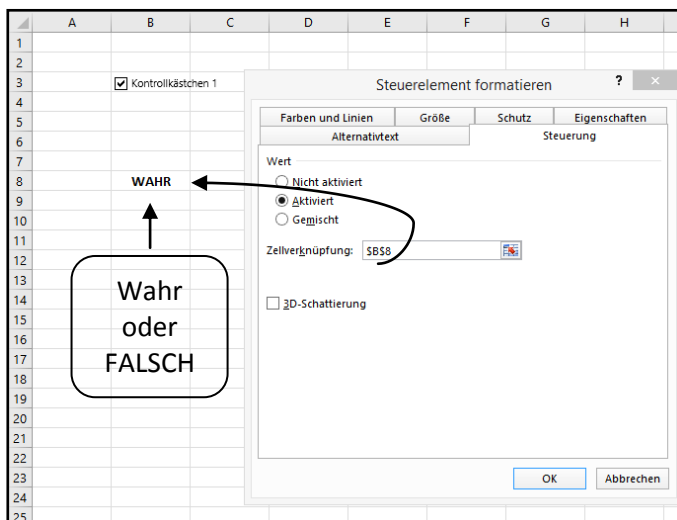 A B C D E F G H
1
2
3 Kontrollkästchen 1
Steuerelement formatieren ? ×
4
5 Farben und Linien Größe Schutz Eigenschaften
6 Alternativtext Steuerung
7 Wert
8 WAHR Nicht aktiviert
9 Aktiviert
10 Gemischt
11
12 Zellverknüpfung: $B$8
13
14 3D-Schattierung
Wahr
oder
FALSCH
15
16
17
18
19
20
21
22
23 OK Abbrechen
24
25